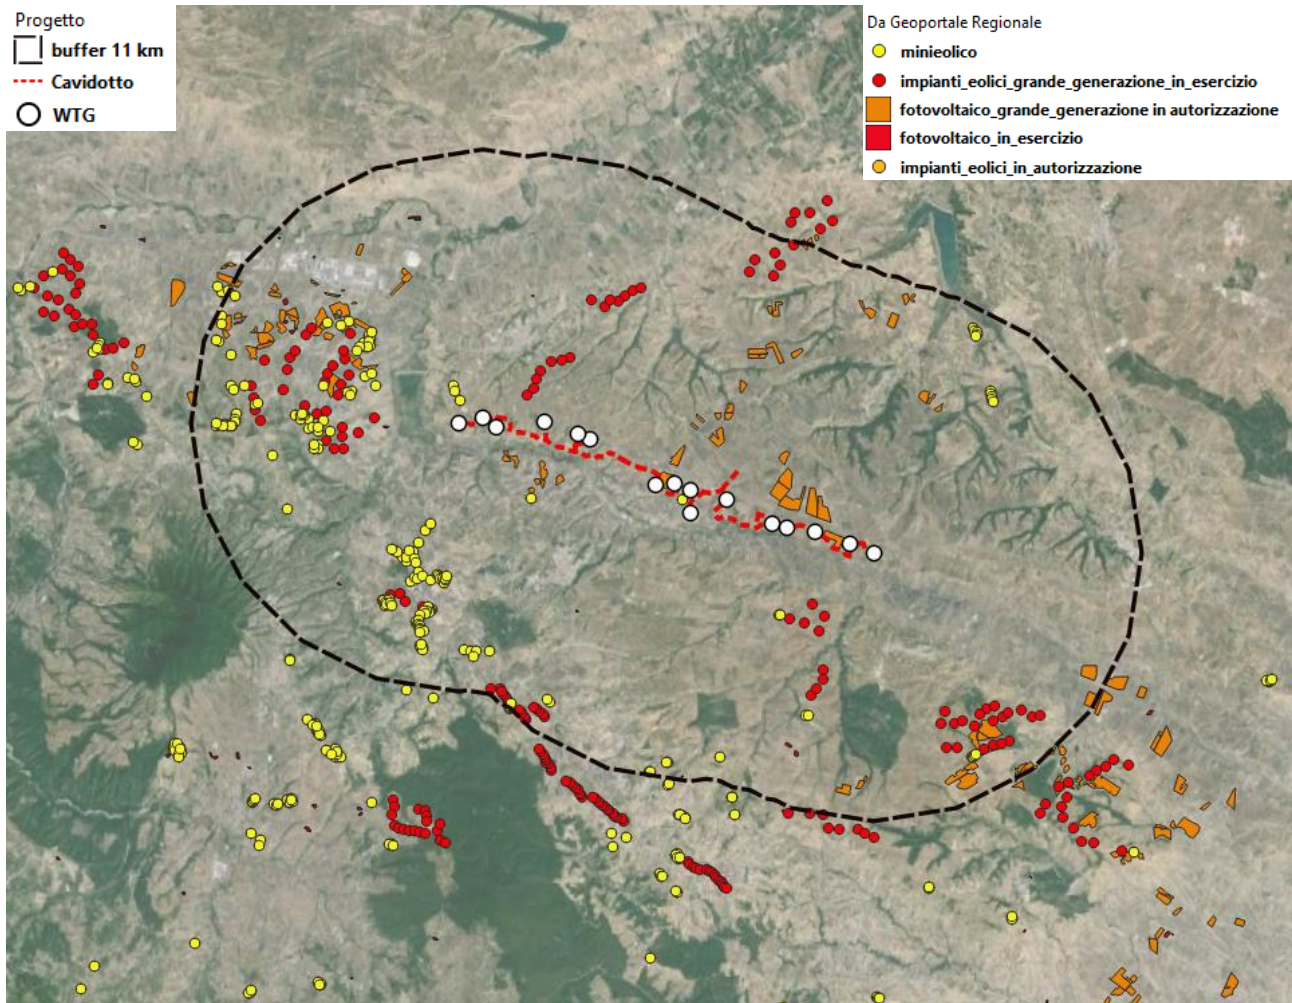 Progetto
buffer 11 km
Cavidotto
WTG
Da Geoportale Regionale
minieolico
impianti_eolici_grande_generazione_in_esercizio
fotovoltaico_grande_generazione in autorizzazione
fotovoltaico_in_esercizio
impianti_eolici_in_autorizzazione